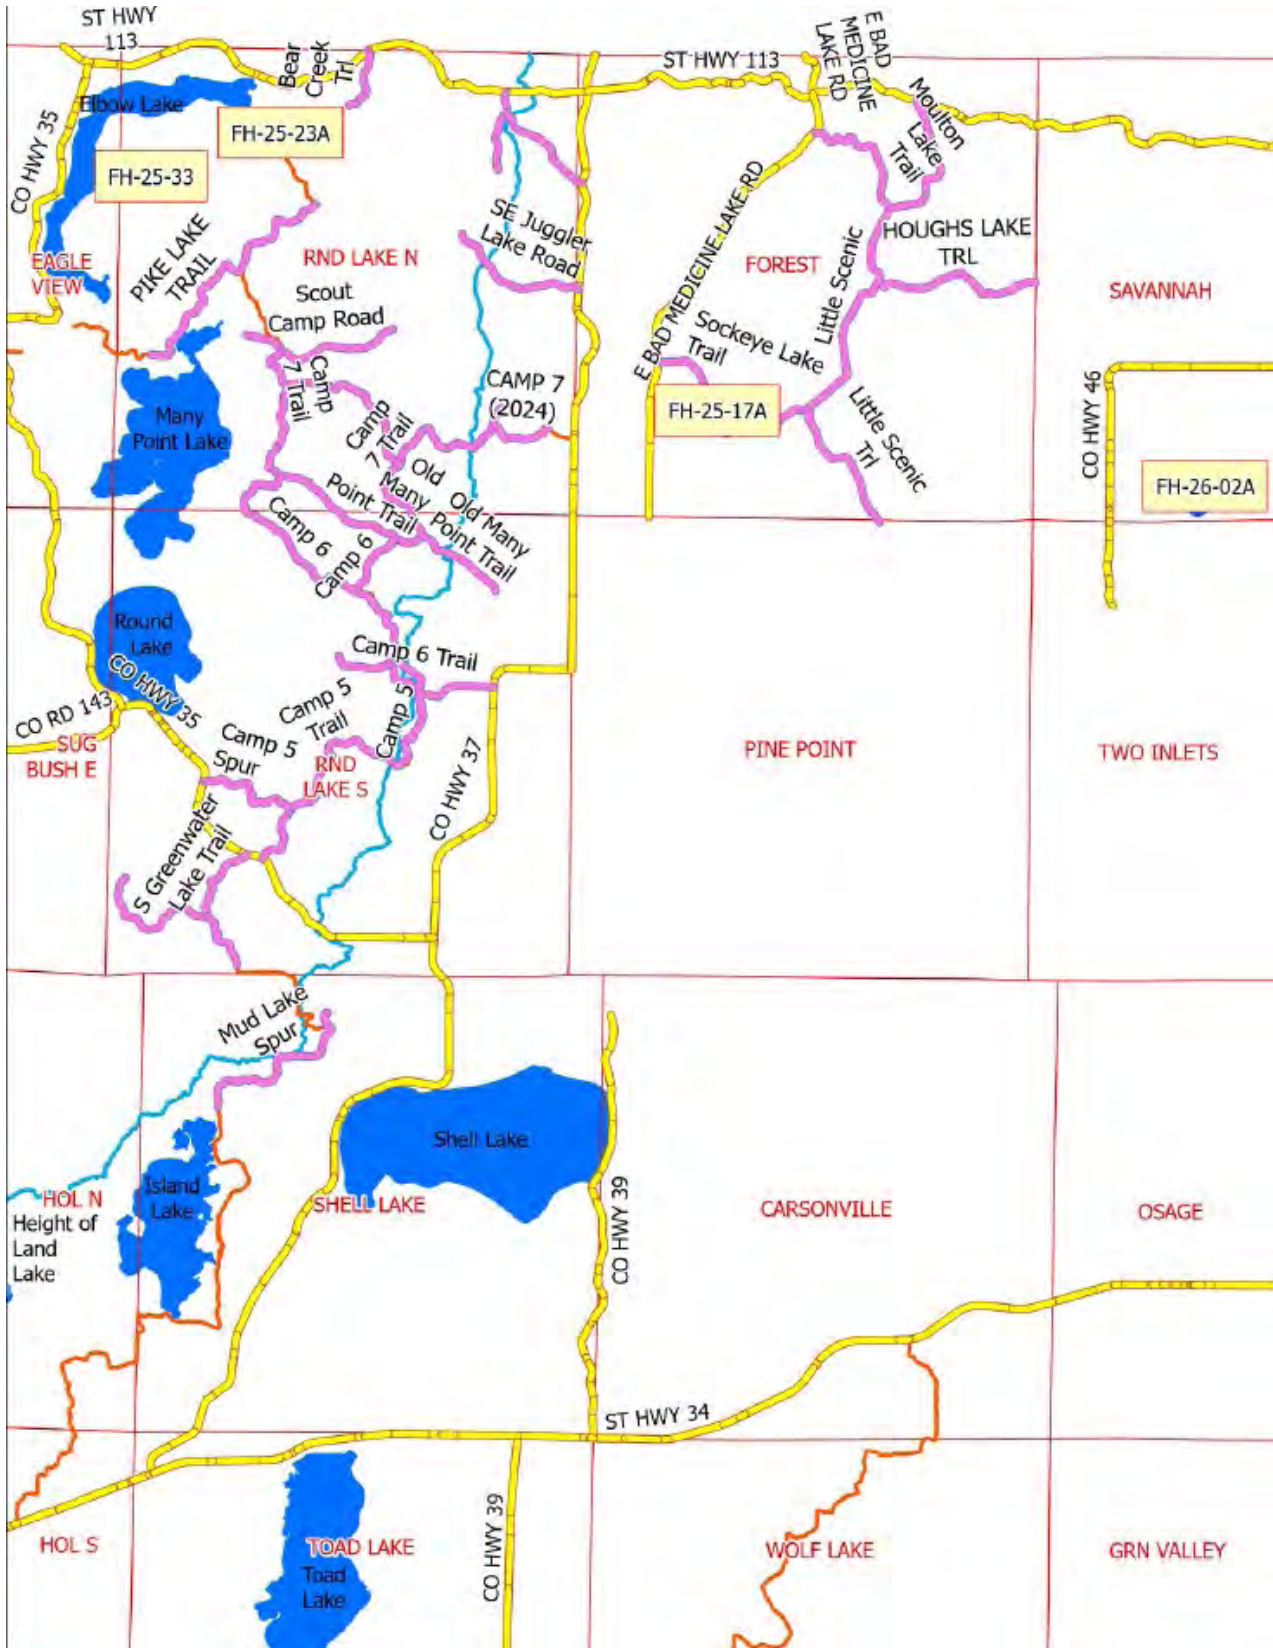 ST HWY
113
Bear
Creek
Trl
ST HWY 113
E BAD
MEDICINE
LAKE RD
Moulton
Lake
Trail
Elbow Lake
FH-25-23A
CO HWY 35
FH-25-33
EAGLE
VIEW
PIKE LAKE
TRAIL
RND LAKE N
SE Juggler
Lake Road
E BAD MEDICINE LAKE RD
FOREST
HOUGHS LAKE
TRL
SAVANNAH
Little Scenic
Scout
Camp Road
Sockeye Lake
Trail
Camp
7 Trail
CAMP 7
(2024)
Camp
7 Trail
FH-25-17A
Little Scenic
Trl
CO HWY 46
FH-26-02A
Many
Point Lake
Old
Many Point Trail
Old Many
Point Trail
Camp 6
Camp 6
Round
Lake
Camp 6 Trail
CO HWY 35
CO RD 143
SUG
BUSH E
Camp 5
Trail
Camp 5
Camp 5
Spur
RND
LAKE S
CO HWY 37
PINE POINT
TWO INLETS
S Greenwater
Lake Trail
Mud Lake
Spur
Shell Lake
HOL N
Height of
Land
Lake
Island
Lake
SHELL LAKE
CO HWY 39
CARSONVILLE
OSAGE
ST HWY 34
HOL S
TOAD LAKE
Toad
Lake
CO HWY 39
WOLF LAKE
GRN VALLEY